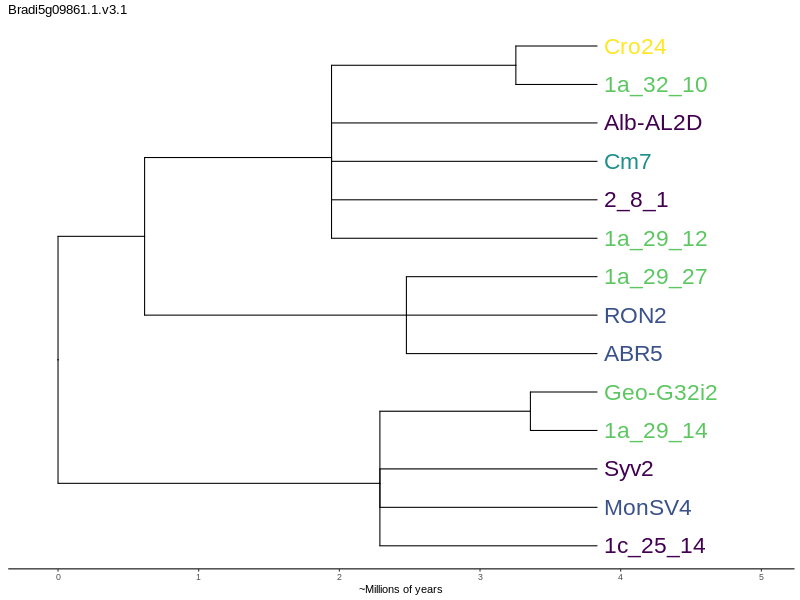 Bradi5g09861.1.v3.1
Cro24
1a_32_10
Alb-AL2D
Cm7
2_8_1
1a_29_12
1a_29_27
RON2
ABR5
Geo-G32i2
1a_29_14
Syv2
MonSV4
1c_25_14
0 1 2 3 4 5
~Millions of years